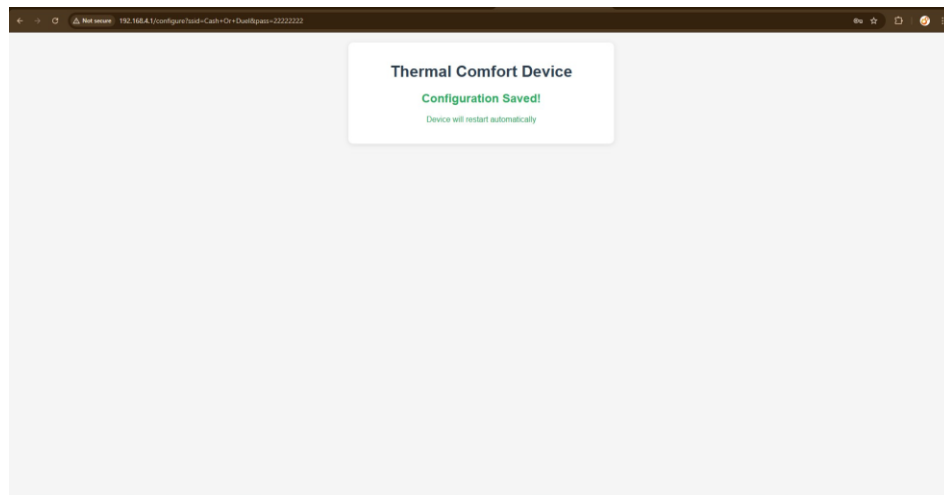 Not secure 192.168.4.1/configure?ssid=Cash+Or+Duel&pass=22222222
Thermal Comfort Device
Configuration Saved!
Device will restart automatically